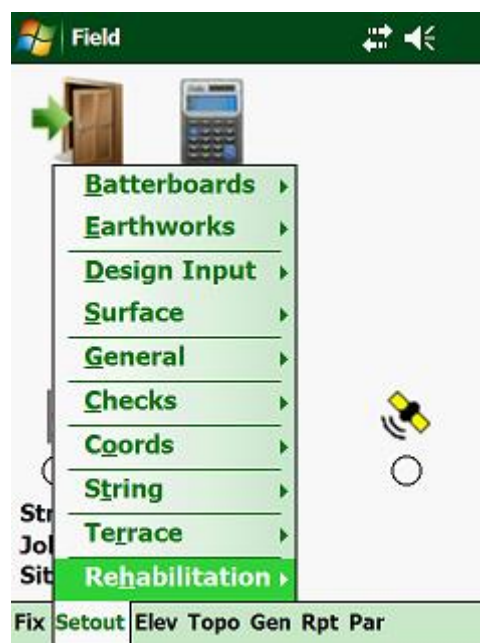 Field
Batterboards
Earthworks
Design Input
Surface
General
Checks
Coords
String
Terrace
Rehabilitation
Str
Jo
Sit
Fix Setout Elev Topo Gen Rpt Par